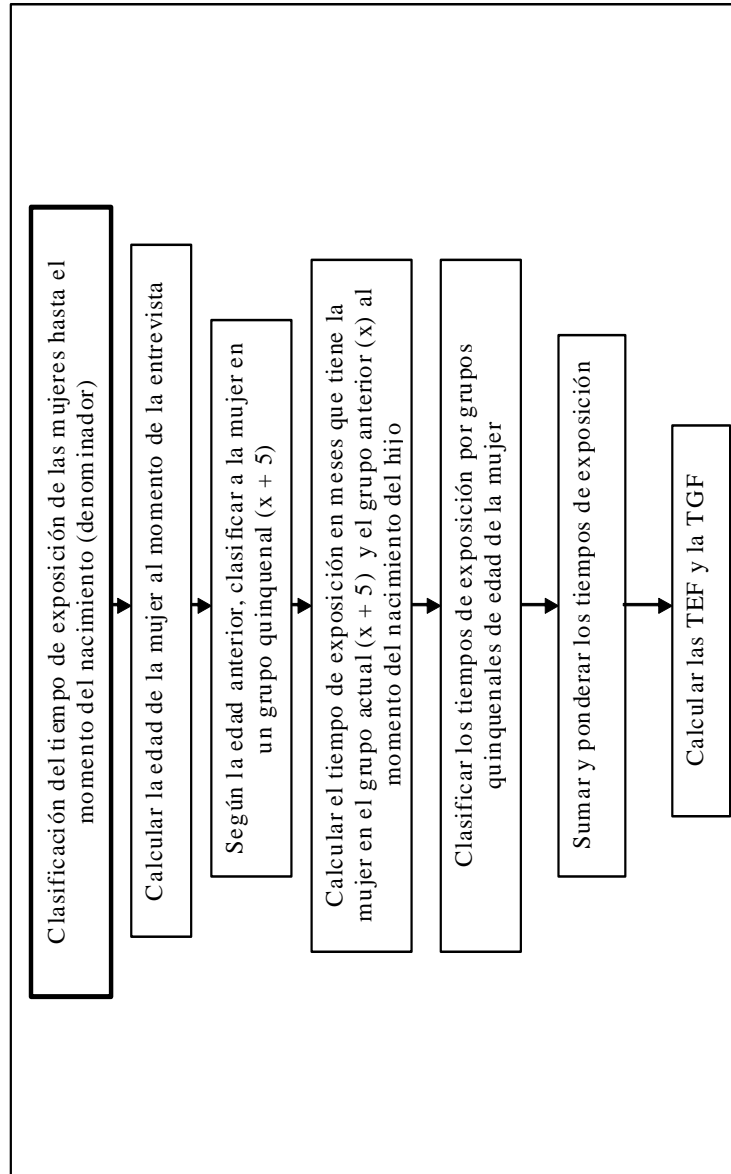 Clasificación del tiempo de exposición de las mujeres hasta el
momento del nacimiento (denominador)
Calcular la edad de la mujer al momento de la entrevista
Según la edad anterior, clasificar a la mujer en
un grupo quinquenal (x + 5)
Calcular el tiempo de exposición en meses que tiene la
mujer en el grupo actual (x + 5) y el grupo anterior (x) al
momento del nacimiento del hijo
Clasificar los tiempos de exposición por grupos
quinquenales de edad de la mujer
Sumar y ponderar los tiempos de exposición
Calcular las TEF y la TGF